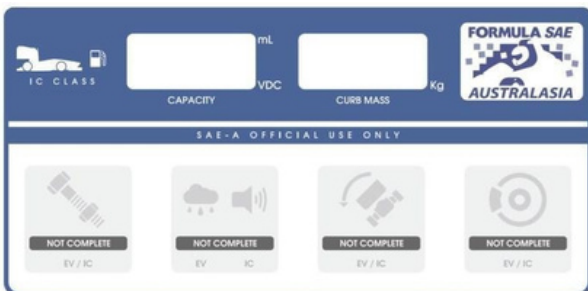 IC CLASS
mL
VDC
CAPACITY
Kg
CURB MASS
FORMULA SAE
AUSTRALASIA
SAE-A OFFICIAL USE ONLY
NOT COMPLETE
EV / IC
NOT COMPLETE
EV IC
NOT COMPLETE
EV / IC
NOT COMPLETE
EV / IC